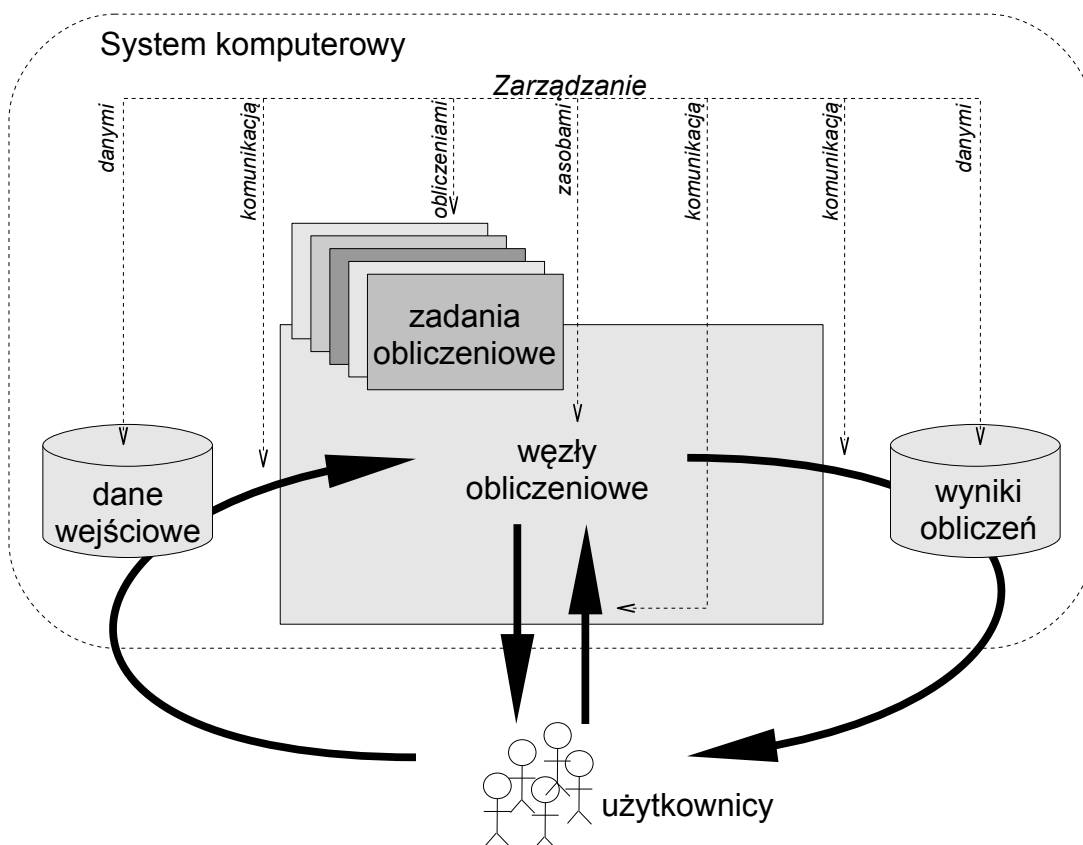 System komputerowy
Zarządzanie
danymi
komunikacją
obliczeniami
zasobami
komunikacją
komunikacją
danymi
zadania
obliczeniowe
węzły
obliczeniowe
dane
wejściowe
wyniki
obliczeń
użytkownicy